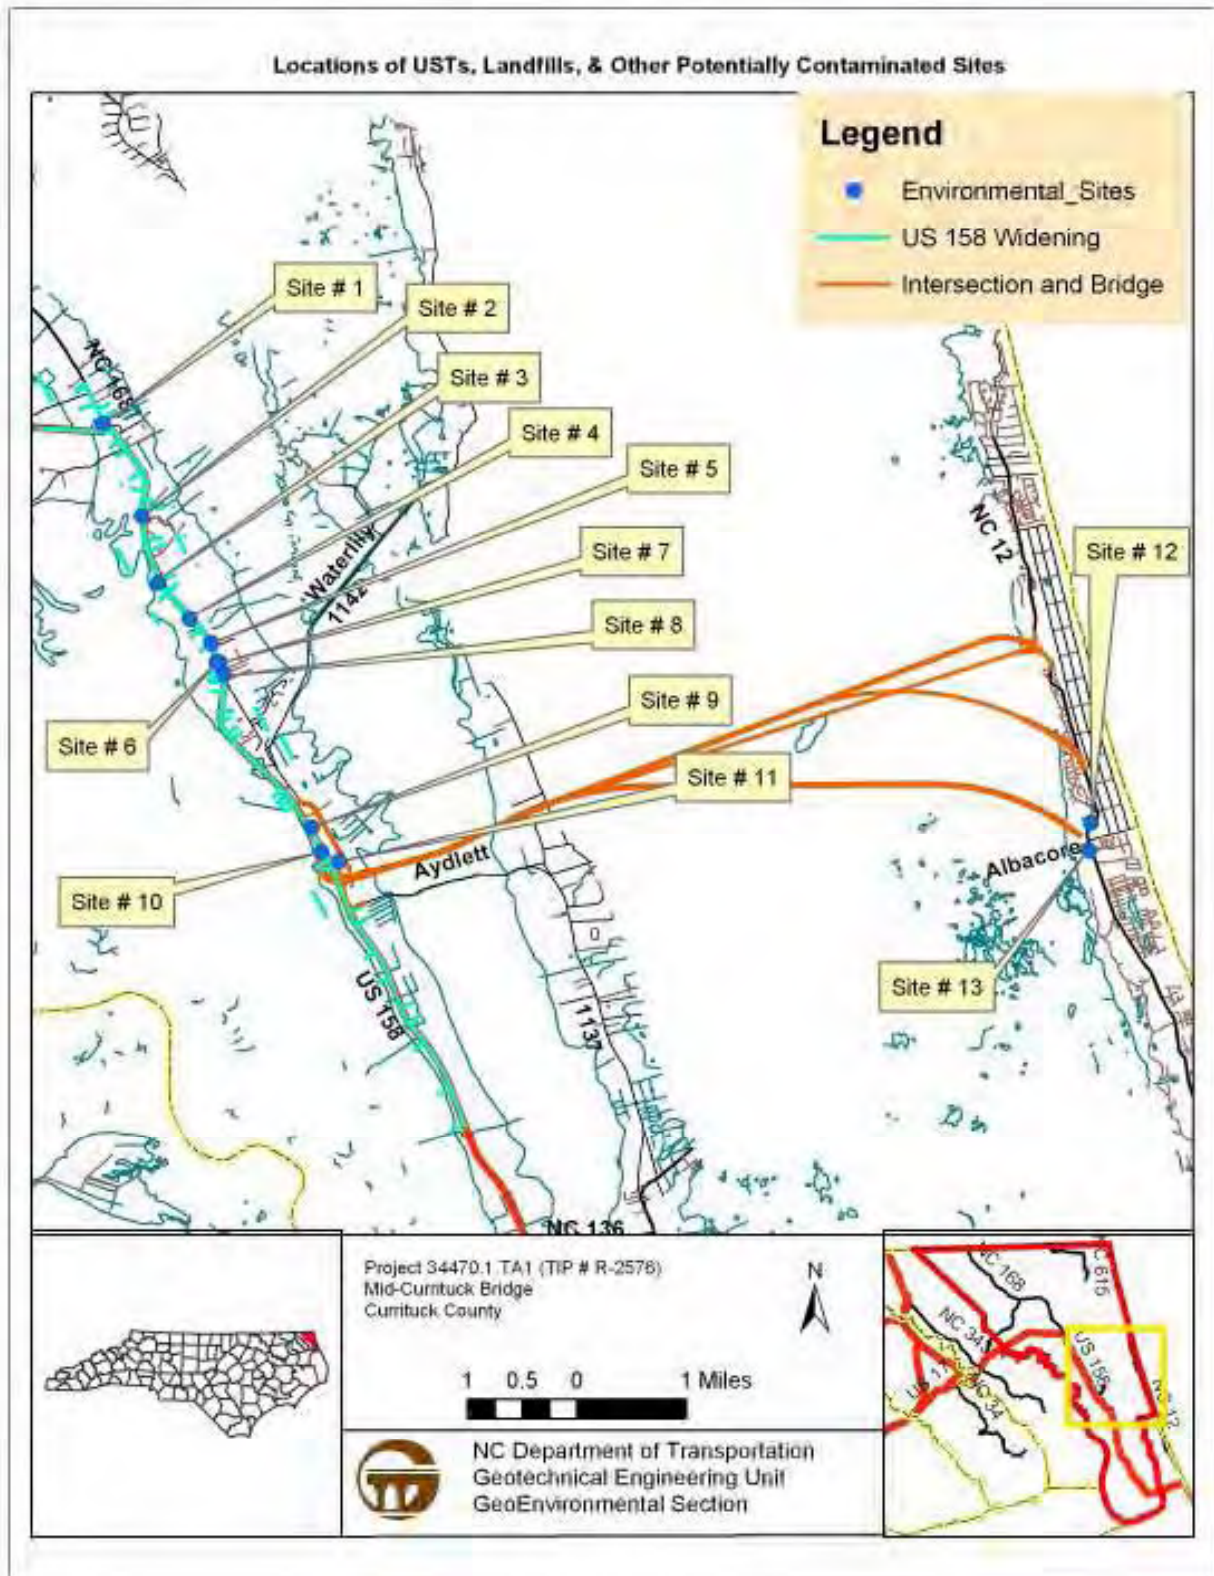 Locations of USTs, Landfills, & Other Potentially Contaminated Sites
Legend
Environmental_Sites
US 158 Widening
Intersection and Bridge
Site # 1
Site # 2
NC 168
Site # 3
Site # 4
Site # 5
NC 12
Site # 7
Site # 12
Waterlily
1142
Site # 8
Site # 9
Site # 6
Site # 11
Aydlett
Albacore
Site # 10
Site # 13
US 158
1137
NC 136
Project 34470.1.TA1 (TIP # R-2576)
Mid-Currituck Bridge
Currituck County
N
1 0.5 0 1 Miles
NC Department of Transportation
Geotechnical Engineering Unit
GeoEnvironmental Section
NC 168
NC 615
NC 343
US 158
US 17
NC 34
NC 12